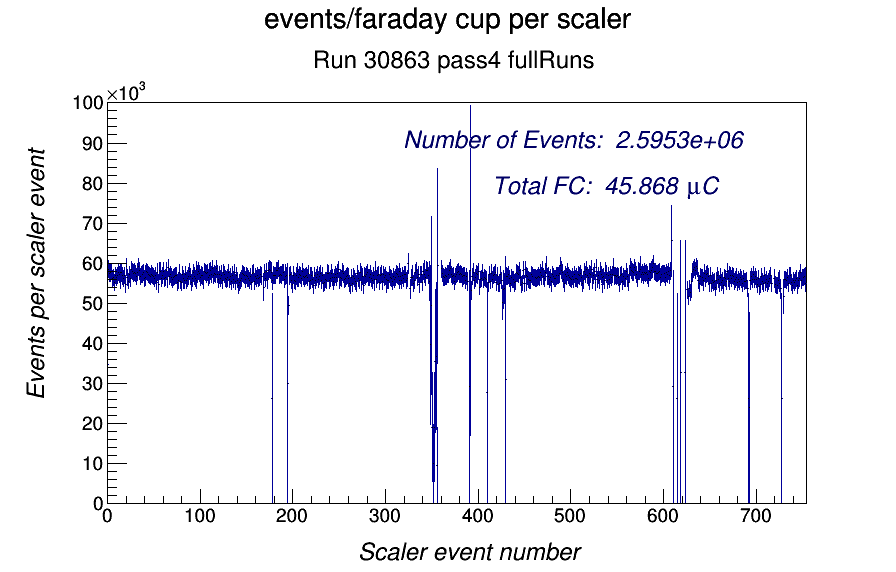 events/faraday cup per scaler
Run 30863 pass4 fullRuns
×10³
100
90
80
70
60
50
40
30
20
10
0
Events per scaler event
Number of Events: 2.5953e+06
Total FC: 45.868 μC
0 100 200 300 400 500 600 700
Scaler event number